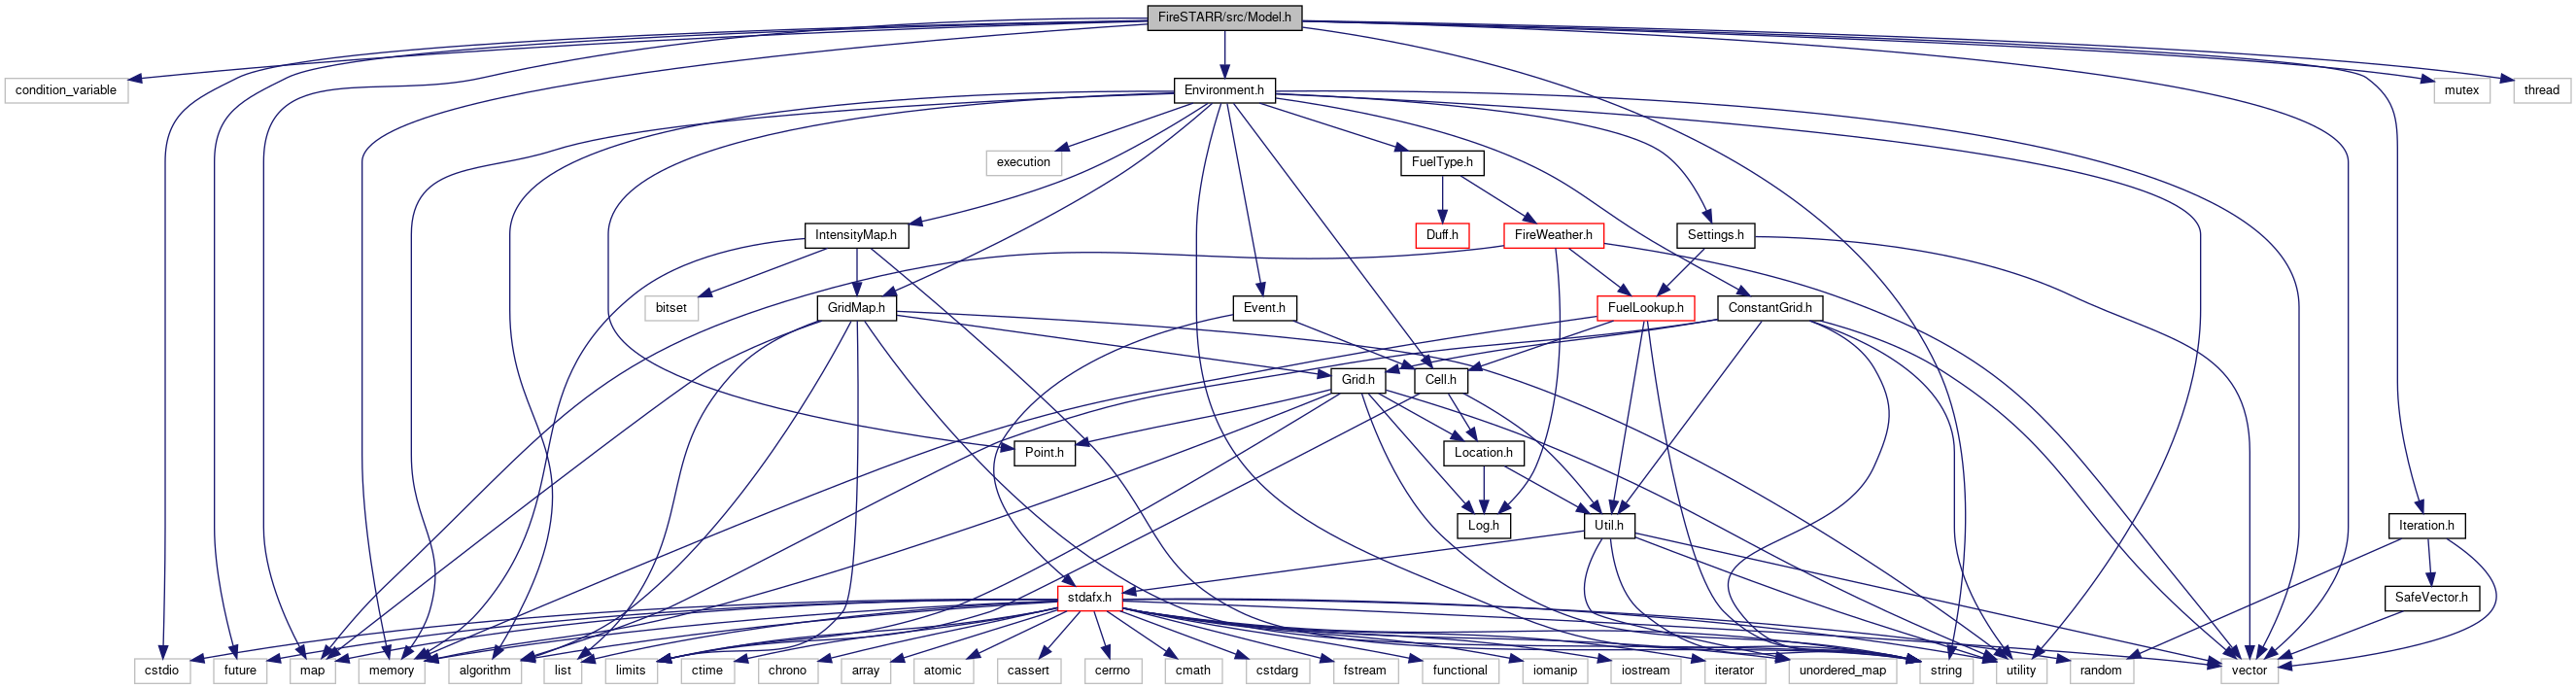 FireSTARR/src/Model.h
condition_variable
Environment.h
mutex
thread
execution
FuelType.h
IntensityMap.h
Duff.h
FireWeather.h
Settings.h
bitset
GridMap.h
Event.h
FuelLookup.h
ConstantGrid.h
Grid.h
Cell.h
Point.h
Location.h
Log.h
Util.h
Iteration.h
stdafx.h
SafeVector.h
cstdio
future
map
memory
algorithm
list
limits
ctime
chrono
array
atomic
cassert
cerrno
cmath
cstdarg
fstream
functional
iomanip
iostream
iterator
unordered_map
string
utility
random
vector